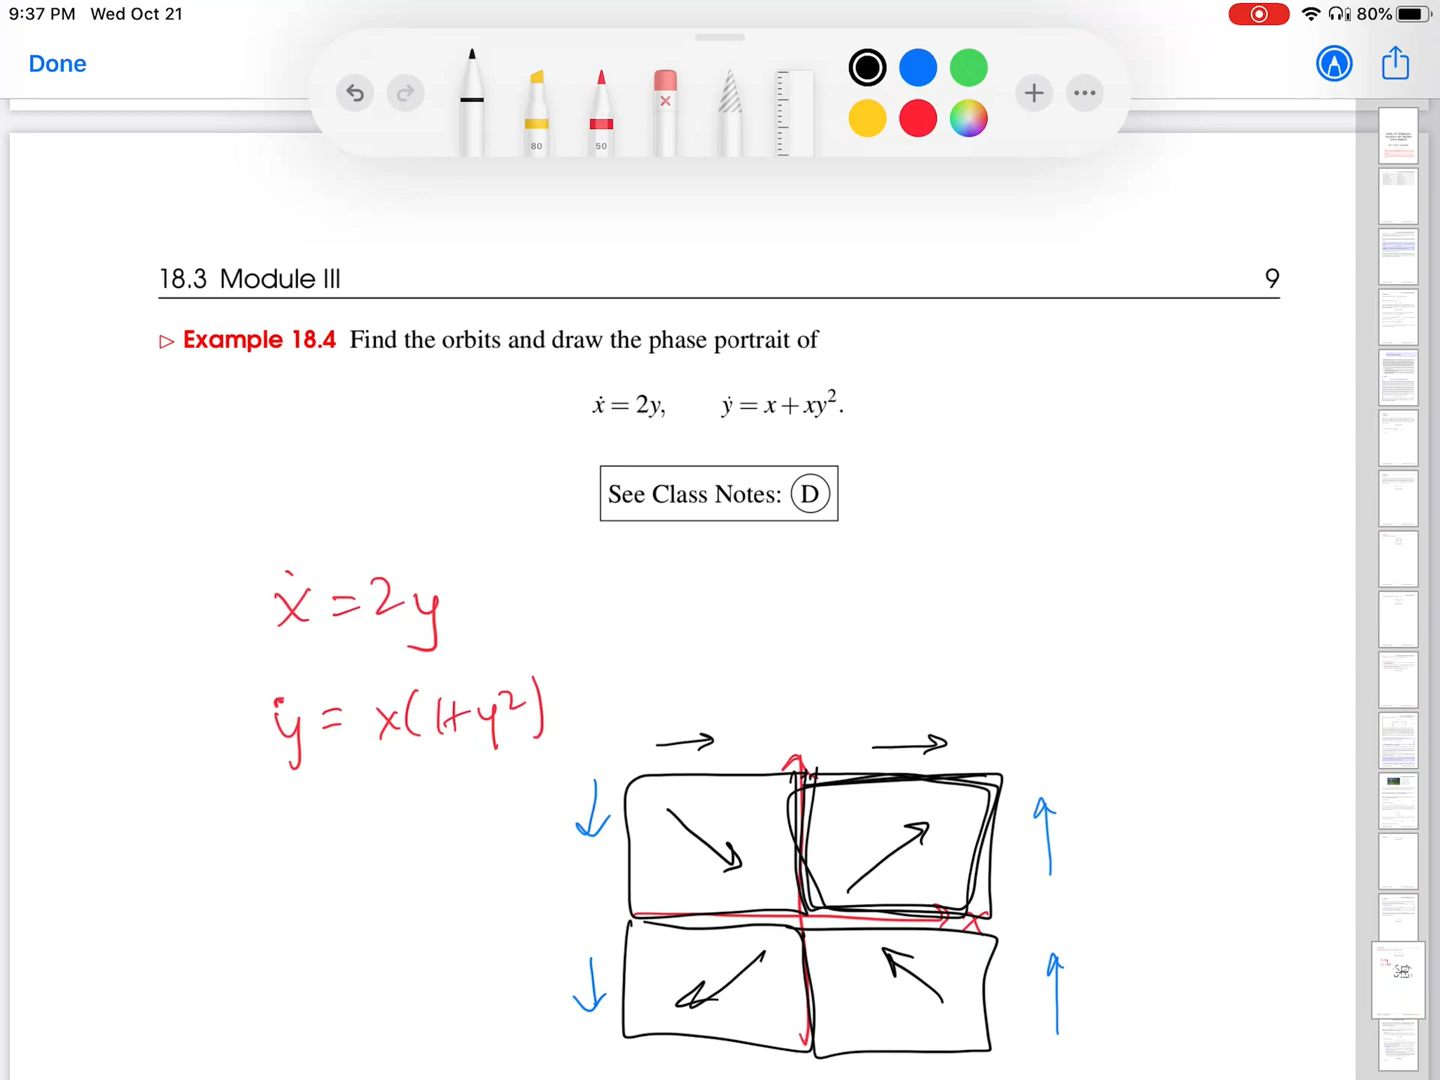 9:37 PM Wed Oct 21
80%
Done
80
50
18.3 Module III
9
▷ Example 18.4 Find the orbits and draw the phase portrait of
ẋ = 2y, ẏ = x + xy².
See Class Notes: D
ẋ = 2y
ẏ = x(1+y²)
x